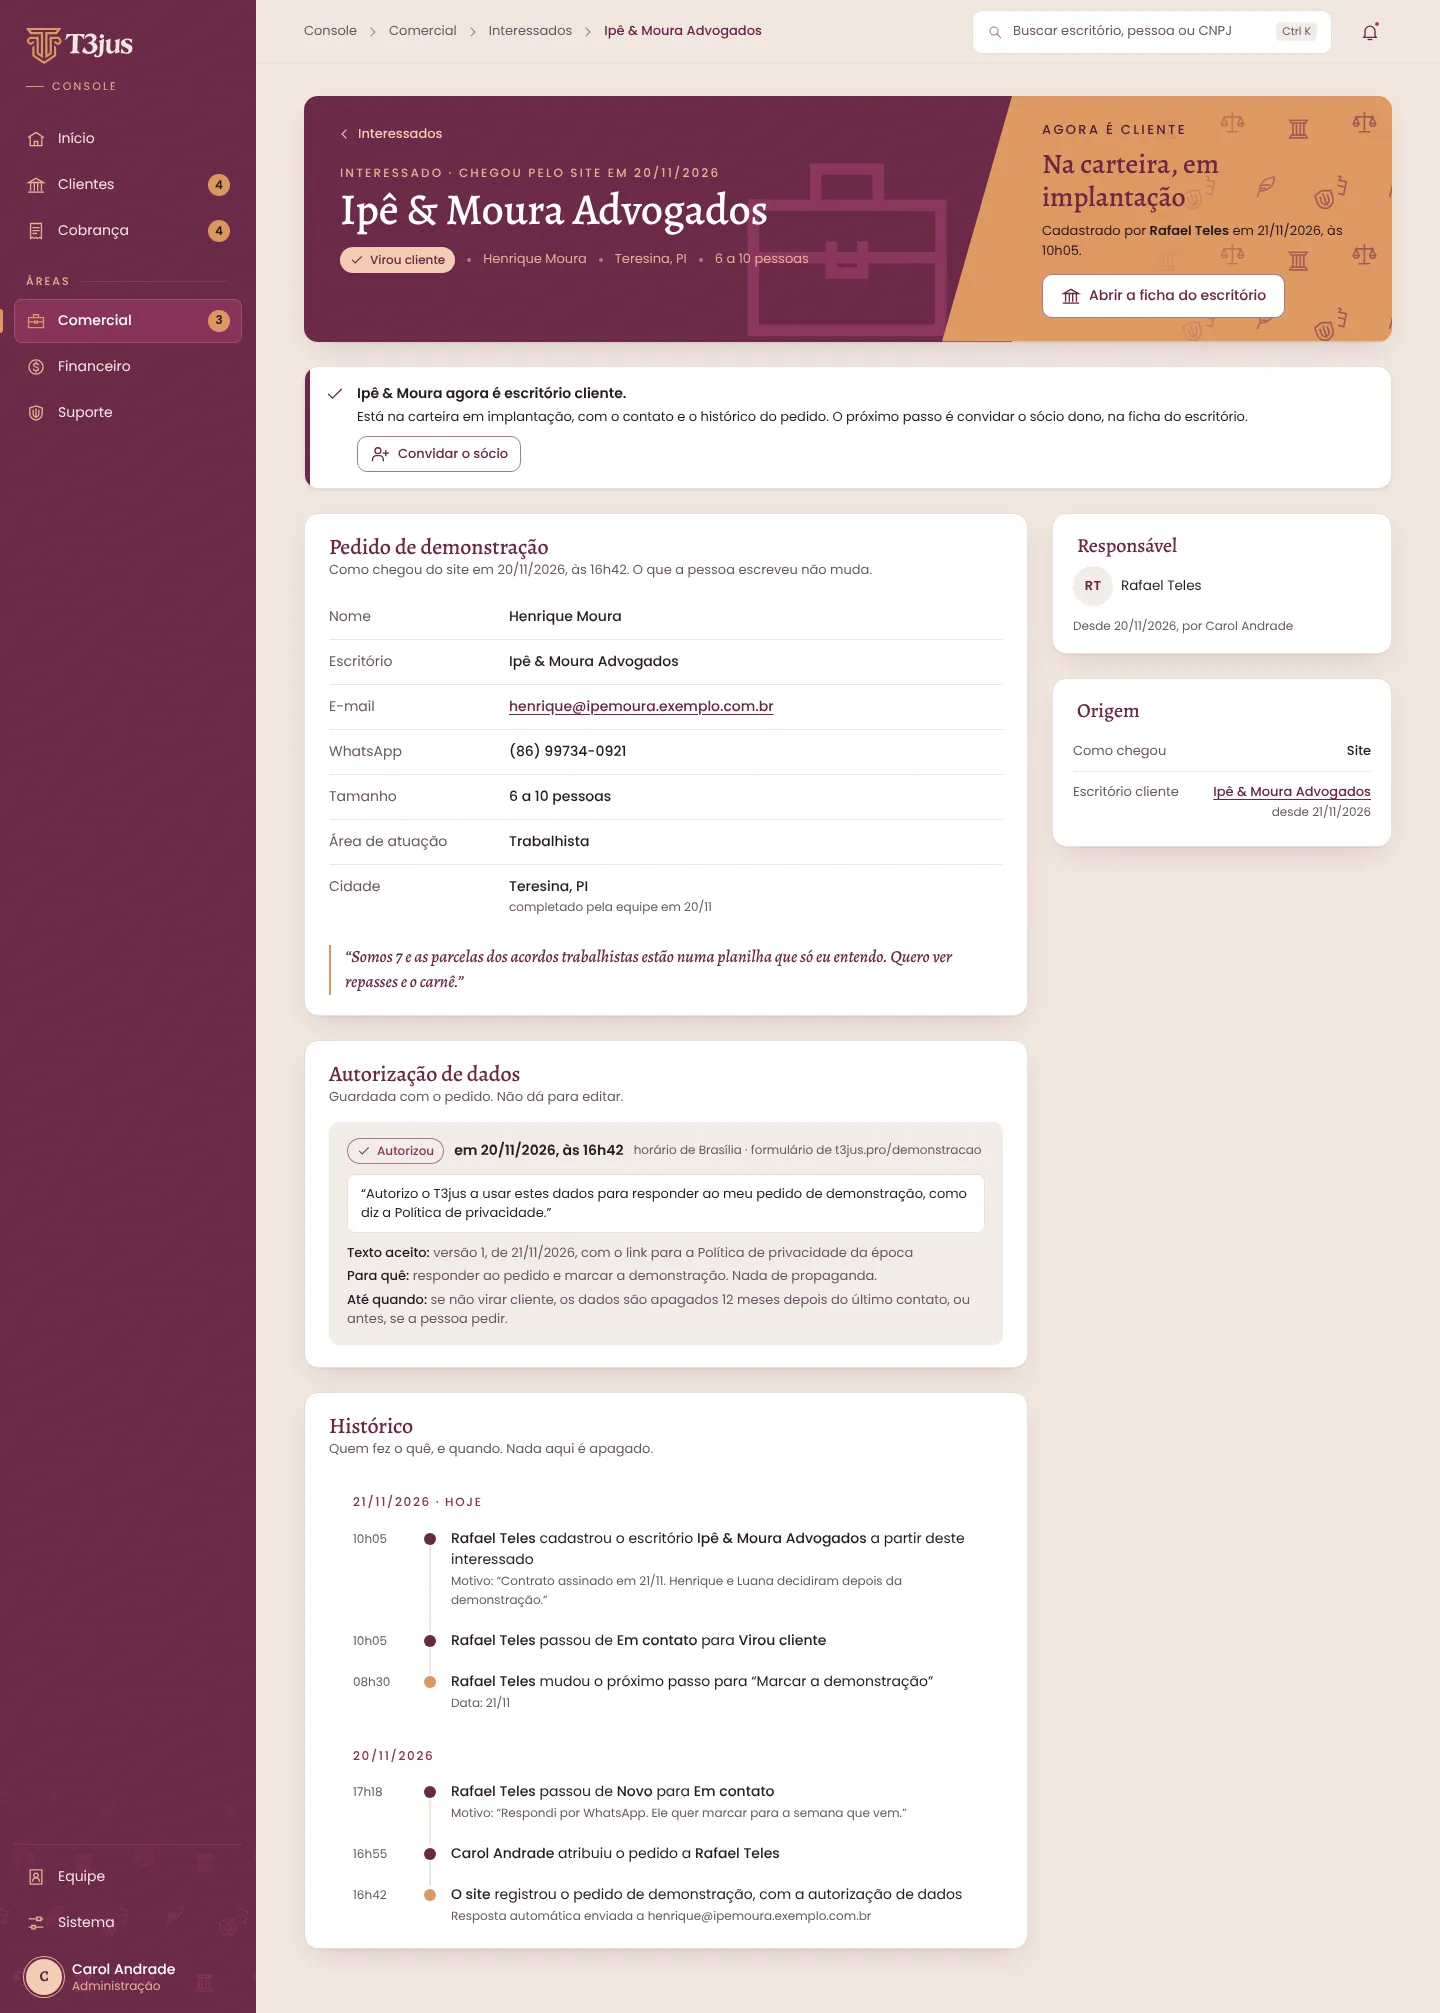 T3jus
CONSOLE
Início
Clientes 4
Cobrança 4
ÁREAS
Comercial 3
Financeiro
Suporte
Equipe
Sistema
C
Carol Andrade
Administração
Console > Comercial > Interessados > Ipê & Moura Advogados
Buscar escritório, pessoa ou CNPJ Ctrl K
Interessados
INTERESSADO · CHEGOU PELO SITE EM 20/11/2026
Ipê & Moura Advogados
Virou cliente • Henrique Moura • Teresina, PI • 6 a 10 pessoas
AGORA É CLIENTE
Na carteira, em
implantação
Cadastrado por Rafael Teles em 21/11/2026, às
10h05.
Abrir a ficha do escritório
Ipê & Moura agora é escritório cliente.
Está na carteira em implantação, com o contato e o histórico do pedido. O próximo passo é convidar o sócio dono, na ficha do escritório.
Convidar o sócio
Pedido de demonstração
Como chegou do site em 20/11/2026, às 16h42. O que a pessoa escreveu não muda.
Nome Henrique Moura
Escritório Ipê & Moura Advogados
E-mail henrique@ipemoura.exemplo.com.br
WhatsApp (86) 99734-0921
Tamanho 6 a 10 pessoas
Área de atuação Trabalhista
Cidade Teresina, PI
completado pela equipe em 20/11
“Somos 7 e as parcelas dos acordos trabalhistas estão numa planilha que só eu entendo. Quero ver
repasses e o carnê.”
Responsável
RT Rafael Teles
Desde 20/11/2026, por Carol Andrade
Origem
Como chegou Site
Escritório cliente Ipê & Moura Advogados
desde 21/11/2026
Autorização de dados
Guardada com o pedido. Não dá para editar.
Autorizou em 20/11/2026, às 16h42 horário de Brasília · formulário de t3jus.pro/demonstracao
“Autorizo o T3jus a usar estes dados para responder ao meu pedido de demonstração, como
diz a Política de privacidade.”
Texto aceito: versão 1, de 21/11/2026, com o link para a Política de privacidade da época
Para quê: responder ao pedido e marcar a demonstração. Nada de propaganda.
Até quando: se não virar cliente, os dados são apagados 12 meses depois do último contato, ou
antes, se a pessoa pedir.
Histórico
Quem fez o quê, e quando. Nada aqui é apagado.
21/11/2026 · HOJE
10h05 Rafael Teles cadastrou o escritório Ipê & Moura Advogados a partir deste
interessado
Motivo: “Contrato assinado em 21/11. Henrique e Luana decidiram depois da
demonstração.”
10h05 Rafael Teles passou de Em contato para Virou cliente
08h30 Rafael Teles mudou o próximo passo para “Marcar a demonstração”
Data: 21/11
20/11/2026
17h18 Rafael Teles passou de Novo para Em contato
Motivo: “Respondi por WhatsApp. Ele quer marcar para a semana que vem.”
16h55 Carol Andrade atribuiu o pedido a Rafael Teles
16h42 O site registrou o pedido de demonstração, com a autorização de dados
Resposta automática enviada a henrique@ipemoura.exemplo.com.br